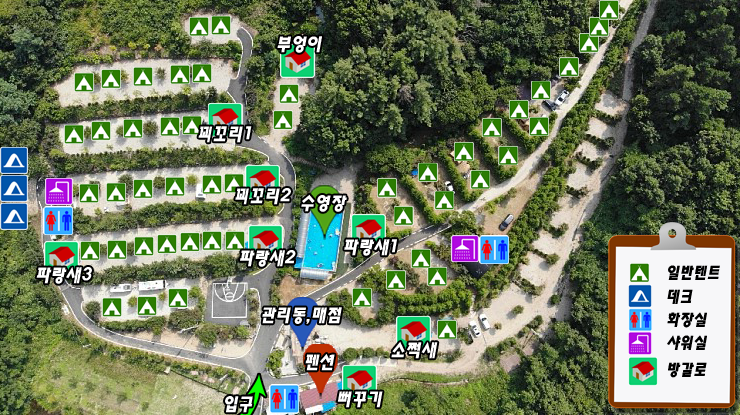 부엉이
꾀꼬리1
꾀꼬리2
수영장
파랑새1
파랑새2
파랑새3
관리동,매점
소쩍새
펜션
뻐꾸기
입구
일반텐트
데크
화장실
샤워실
방갈로